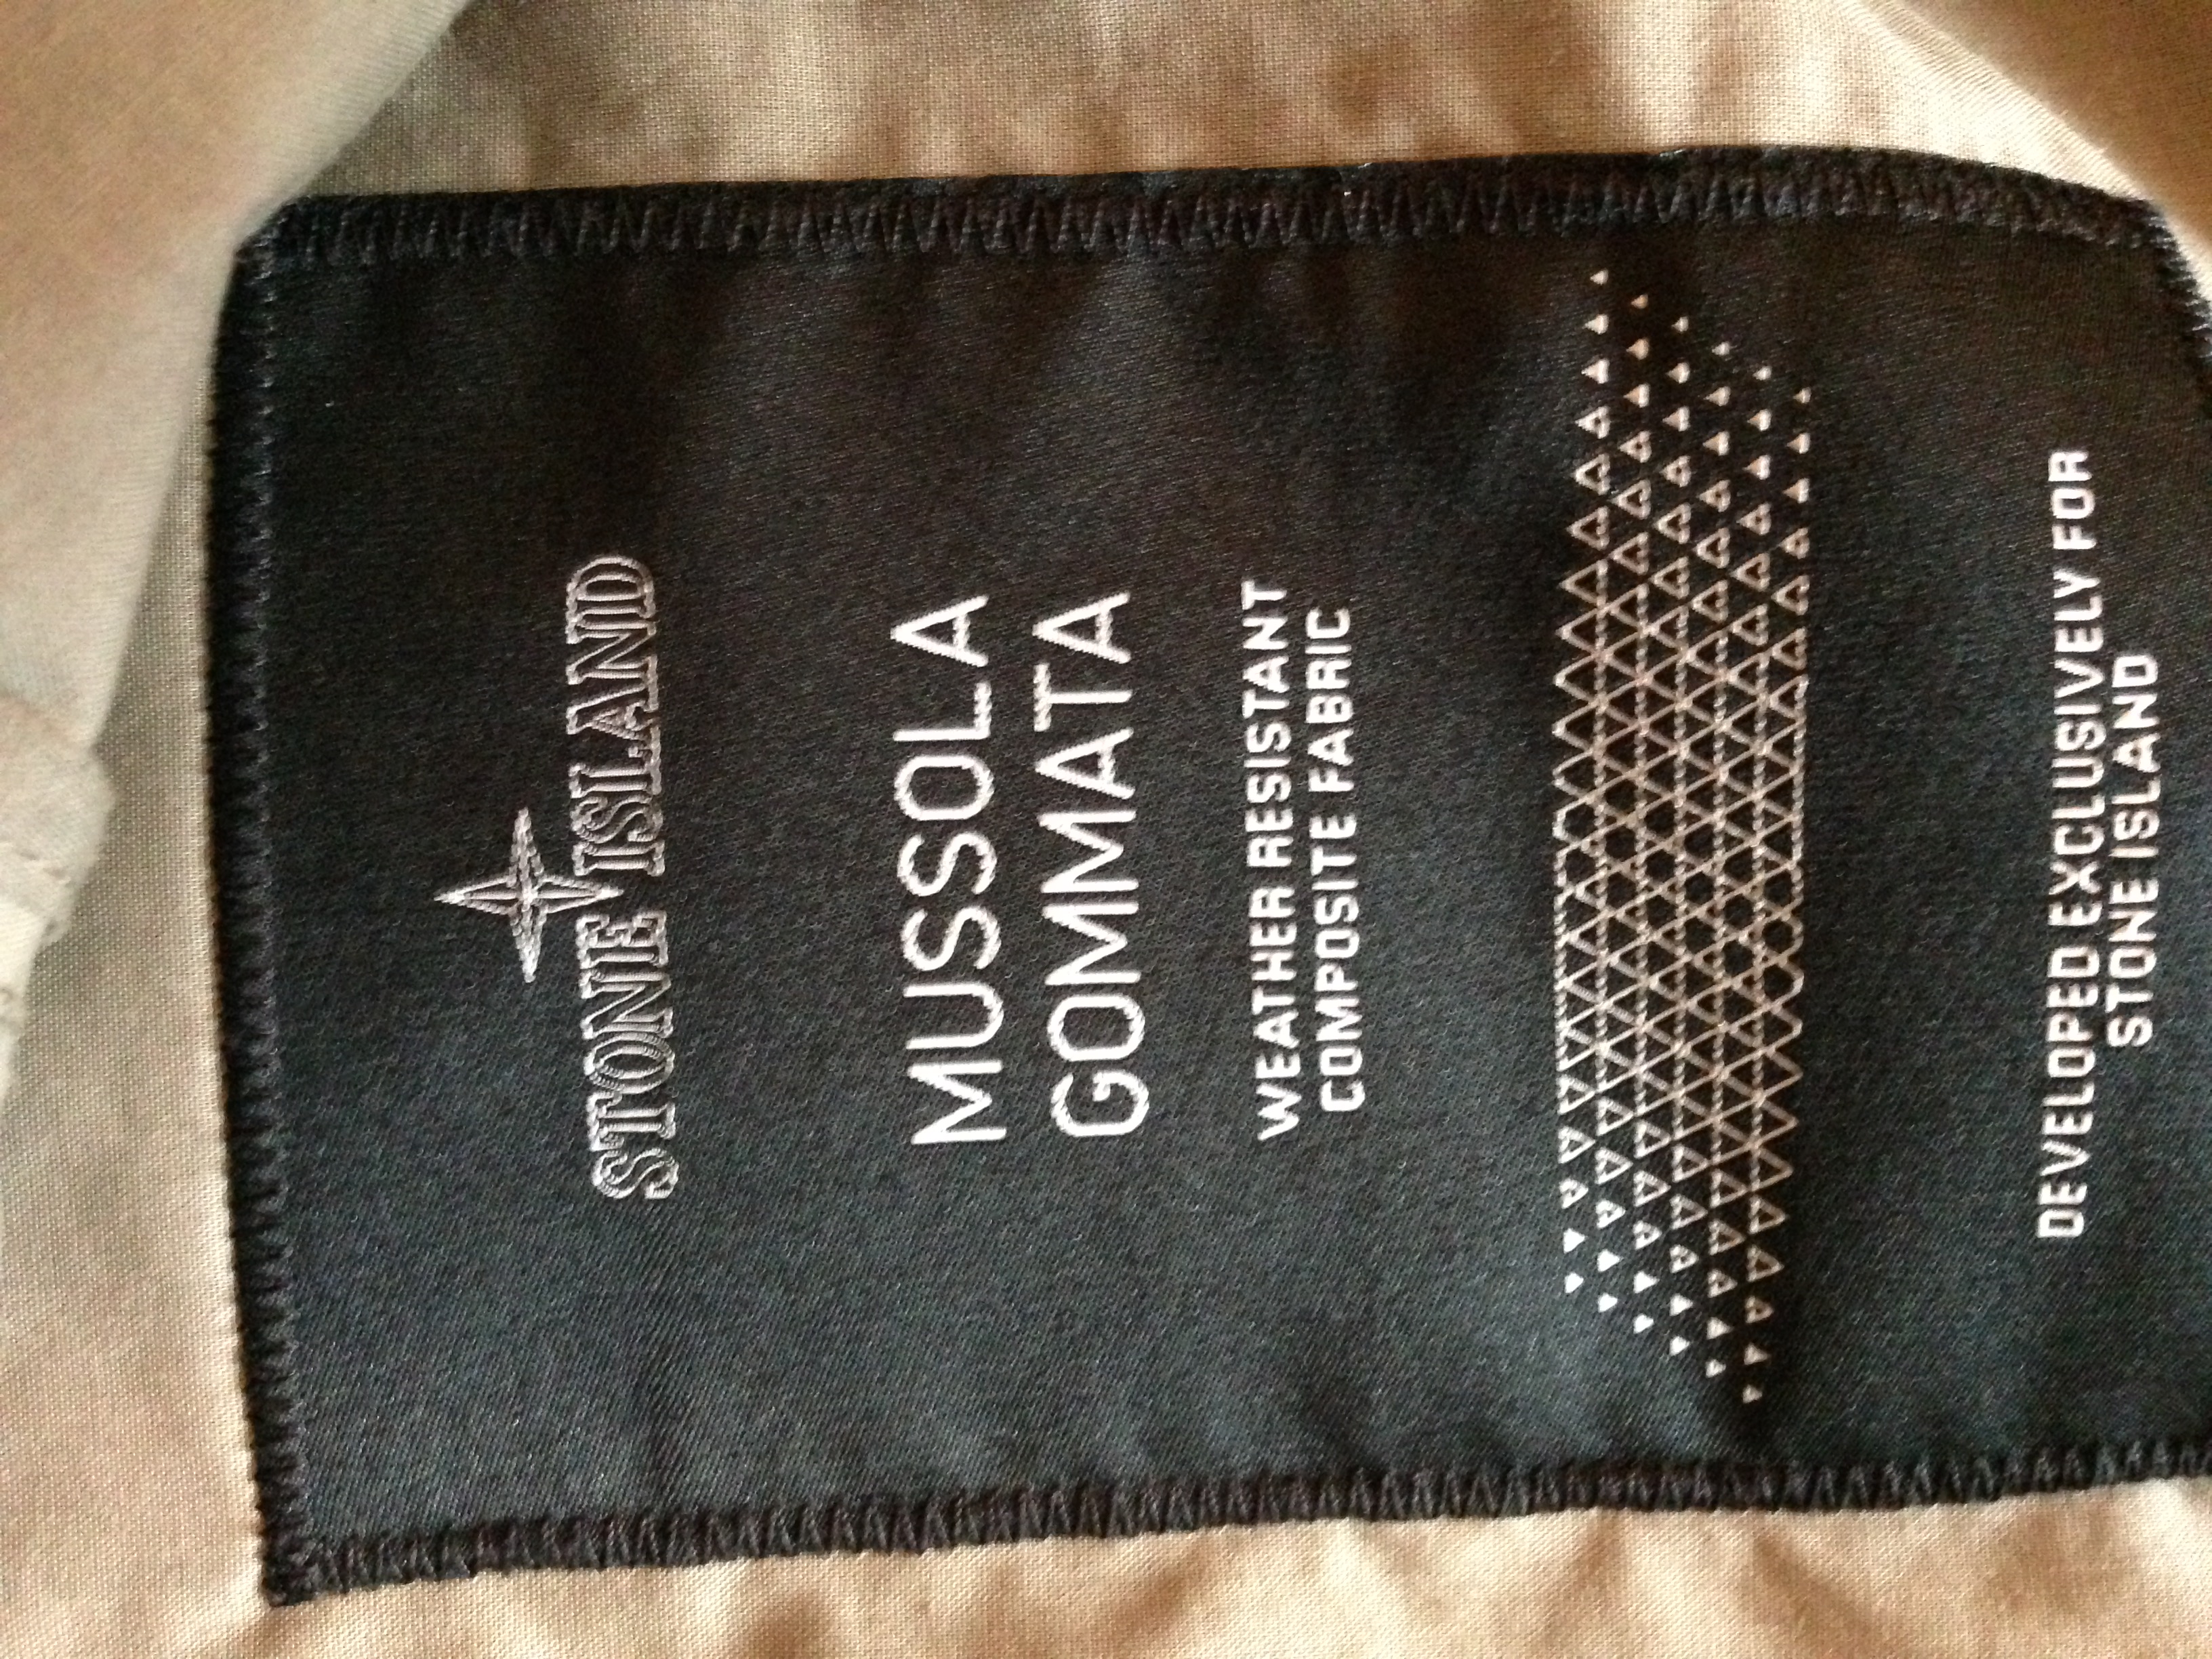 STONE ISLAND
MUSSOLA
GOMMATA
WEATHER RESISTANT
COMPOSITE FABRIC
DEVELOPED EXCLUSIVELY FOR
STONE ISLAND